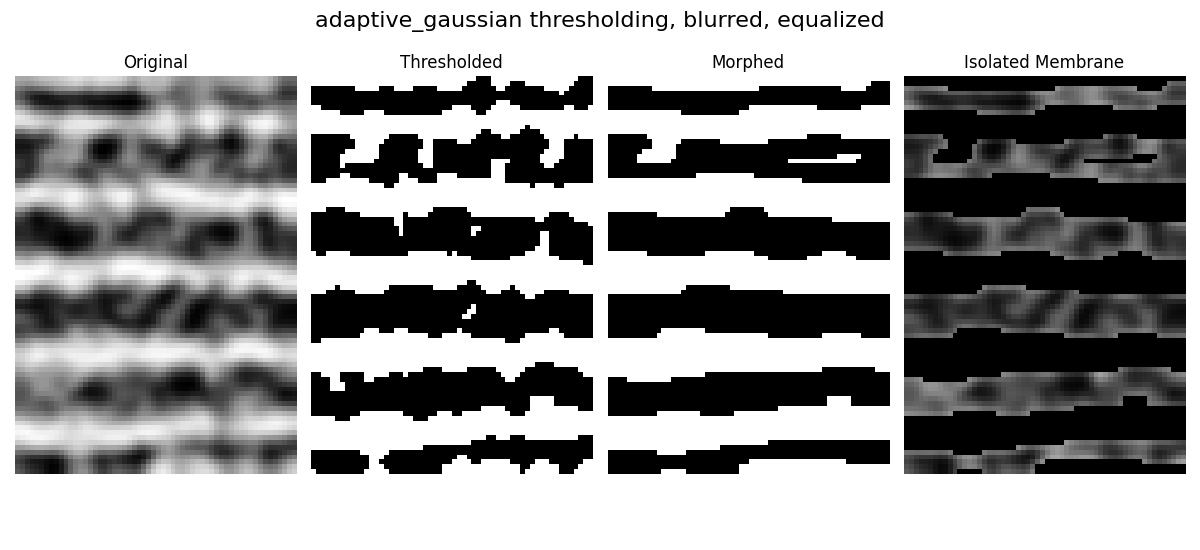 adaptive_gaussian thresholding, blurred, equalized
Original
Thresholded
Morphed
Isolated Membrane